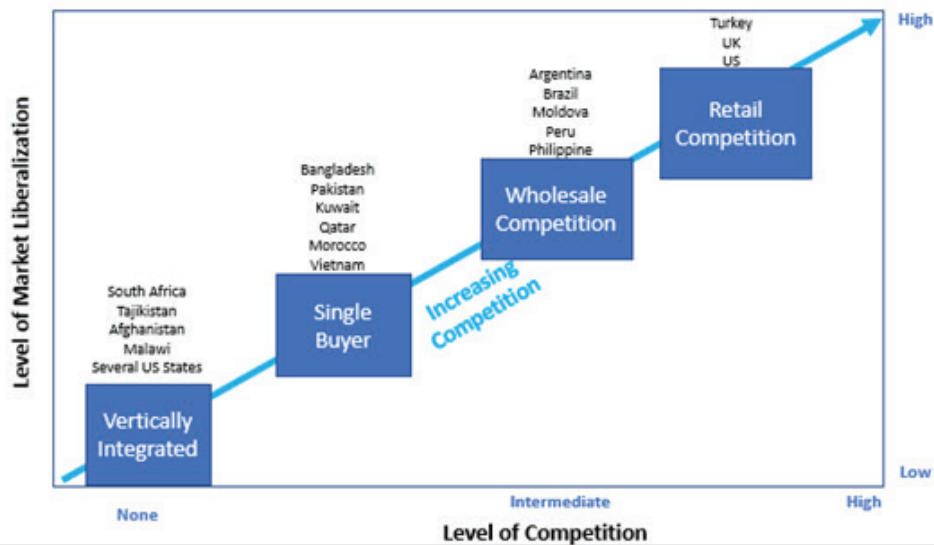 High
Turkey
UK
US
Retail
Competition
Argentina
Brazil
Moldova
Peru
Philippine
Wholesale
Competition
Bangladesh
Pakistan
Kuwait
Qatar
Morocco
Vietnam
Single
Buyer
Increasing
Competition
South Africa
Tajikistan
Afghanistan
Malawi
Several US States
Vertically
Integrated
Level of Market Liberalization
Low
None
Intermediate
High
Level of Competition